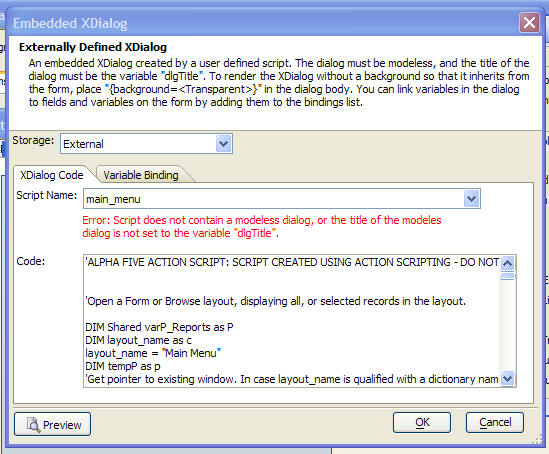 Embedded XDialog
Externally Defined XDialog
An embedded XDialog created by a user defined script. The dialog must be modeless, and the title of the
dialog must be the variable "dlgTitle". To render the XDialog without a background so that it inherits from
the form, place "{background=<Transparent>}" in the dialog body. You can link variables in the dialog
to fields and variables on the form by adding them to the bindings list.
Storage: External
XDialog Code Variable Binding
Script Name: main_menu
Error: Script does not contain a modeless dialog, or the title of the modeles
dialog is not set to the variable "dlgTitle".
Code: 'ALPHA FIVE ACTION SCRIPT: SCRIPT CREATED USING ACTION SCRIPTING - DO NOT
'Open a Form or Browse layout, displaying all, or selected records in the layout.
DIM Shared varP_Reports as P
DIM layout_name as c
layout_name = "Main Menu"
DIM tempP as p
'Get pointer to existing window. In case layout_name is qualified with a dictionary nam
Preview OK Cancel